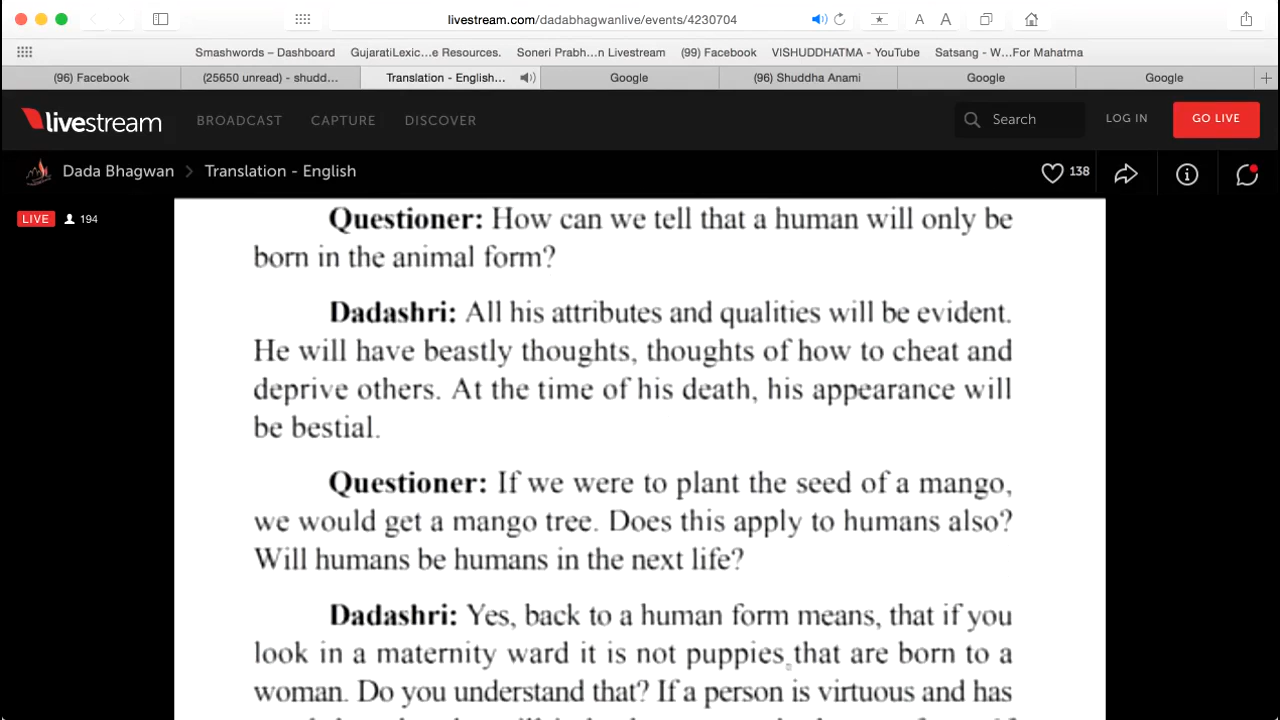 livestream.com/dadabhagwanlive/events/4230704
A A
Smashwords – Dashboard GujaratiLexic...e Resources. Soneri Prabh...n Livestream (99) Facebook VISHUDDHATMA - YouTube Satsang - W...For Mahatma
(96) Facebook (25650 unread) - shudd... Translation - English... Google (96) Shuddha Anami Google Google
livestream BROADCAST CAPTURE DISCOVER Search LOG IN GO LIVE
Dada Bhagwan Translation - English 138
LIVE 194
Questioner: How can we tell that a human will only be
born in the animal form?
Dadashri: All his attributes and qualities will be evident.
He will have beastly thoughts, thoughts of how to cheat and
deprive others. At the time of his death, his appearance will
be bestial.
Questioner: If we were to plant the seed of a mango,
we would get a mango tree. Does this apply to humans also?
Will humans be humans in the next life?
Dadashri: Yes, back to a human form means, that if you
look in a maternity ward it is not puppies that are born to a
woman. Do you understand that? If a person is virtuous and has